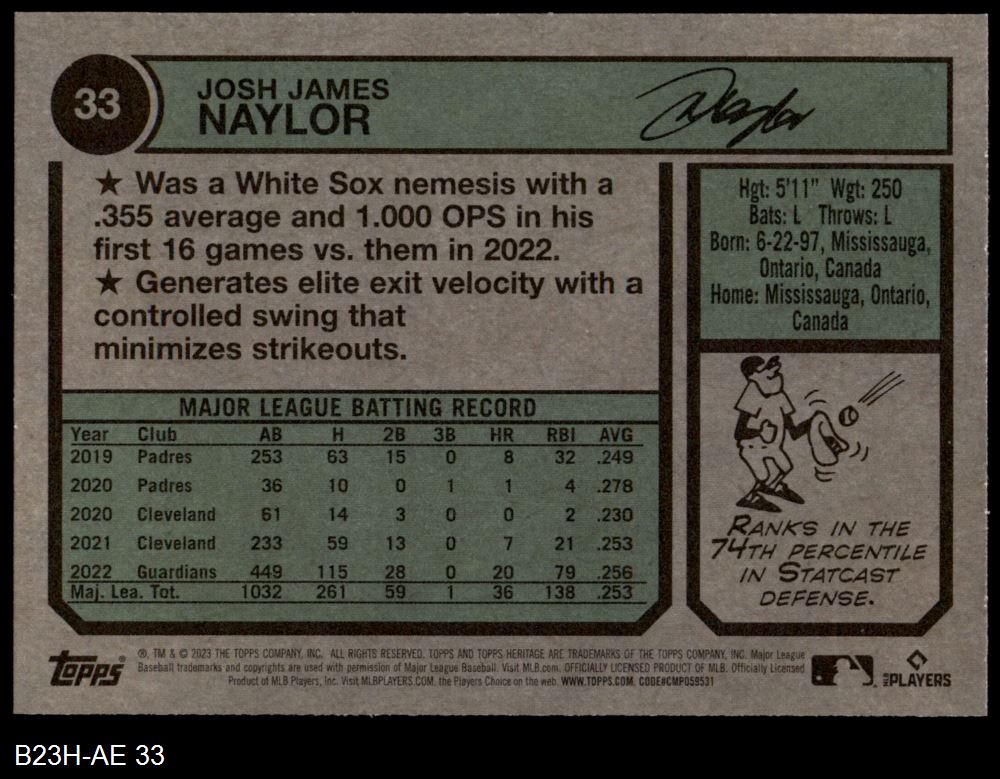 33
JOSH JAMES
NAYLOR
Naylor
★ Was a White Sox nemesis with a
.355 average and 1.000 OPS in his
first 16 games vs. them in 2022.
★ Generates elite exit velocity with a
controlled swing that
minimizes strikeouts.
Hgt: 5'11" Wgt: 250
Bats: L Throws: L
Born: 6-22-97, Mississauga,
Ontario, Canada
Home: Mississauga, Ontario,
Canada
MAJOR LEAGUE BATTING RECORD
Year Club AB H 2B 3B HR RBI AVG
2019 Padres 253 63 15 0 8 32 .249
2020 Padres 36 10 0 1 1 4 .278
2020 Cleveland 61 14 3 0 0 2 .230
2021 Cleveland 233 59 13 0 7 21 .253
2022 Guardians 449 115 28 0 20 79 .256
Maj. Lea. Tot. 1032 261 59 1 36 138 .253
RANKS IN THE
74TH PERCENTILE
IN STATCAST
DEFENSE.
Topps
®, TM & © 2023 THE TOPPS COMPANY, INC. ALL RIGHTS RESERVED. TOPPS AND TOPPS HERITAGE ARE TRADEMARKS OF THE TOPPS COMPANY, INC. Major League
Baseball trademarks and copyrights are used with permission of Major League Baseball. Visit MLB.com. OFFICIALLY LICENSED PRODUCT OF MLB. Officially Licensed
Product of MLB Players, Inc. Visit MLBPLAYERS.COM, the Players Choice on the web. WWW.TOPPS.COM. CODE#CMP059531
MLB PLAYERS
B23H-AE 33